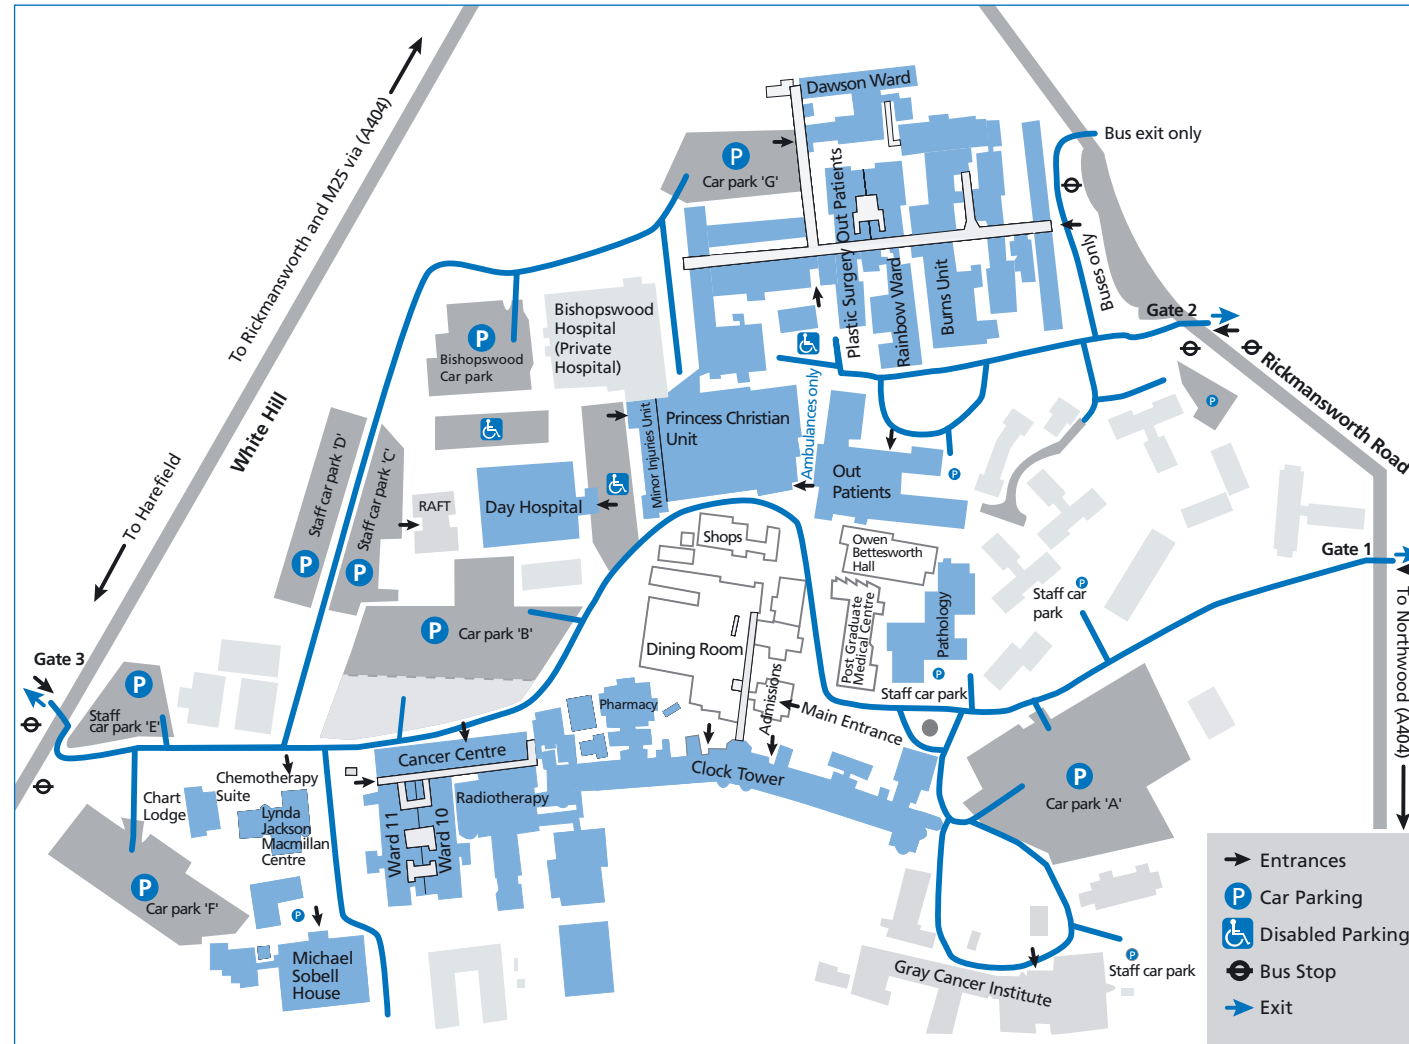 Dawson Ward
Bus exit only
P
Car park 'G'
Plastic Surgery Out Patients
Rainbow Ward
Burns Unit
Buses only
Gate 2
Rickmansworth Road
To Rickmansworth and M25 via (A404)
White Hill
To Harefield
Bishopswood
Hospital
(Private
Hospital)
P
Bishopswood
Car park
Minor Injuries Unit
Princess Christian
Unit
Ambulances only
Out
Patients
P
P
Staff car park 'D'
P
Staff car park 'C'
P
RAFT
Day Hospital
Shops
Owen
Bettesworth
Hall
Gate 1
To Northwood (A404)
P
Staff car
park
P
Car park 'B'
Dining Room
Post Graduate
Medical Centre
Pathology
P
Staff car park
Gate 3
P
Staff
car park 'E'
Pharmacy
Admissions
Main Entrance
Cancer Centre
Clock Tower
Radiotherapy
Ward 11
Ward 10
P
Car park 'A'
Chemotherapy
Suite
Chart
Lodge
Lynda
Jackson
Macmillan
Centre
P
Car park 'F'
P
Michael
Sobell
House
Gray Cancer Institute
P
Staff car park
Entrances
P
Car Parking
Disabled Parking
Bus Stop
Exit